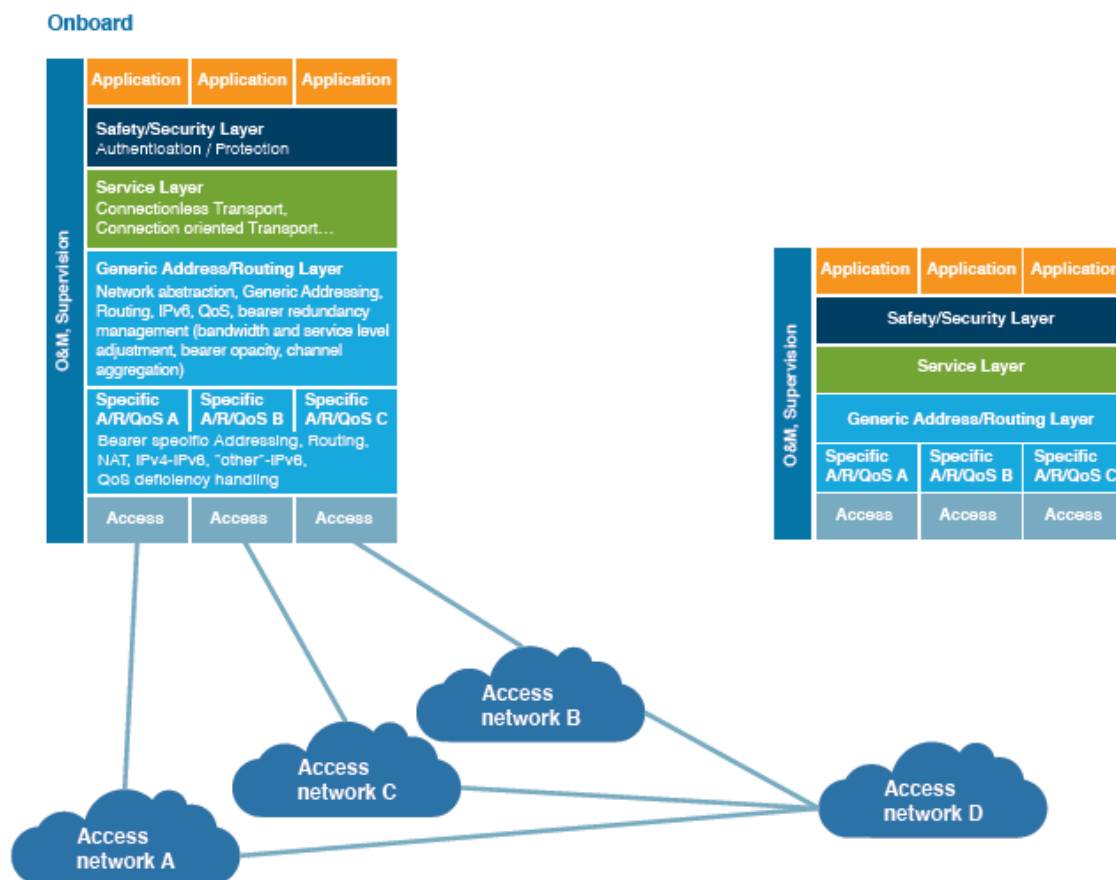 Onboard
O&M, Supervision
Application Application Application
Safety/Security Layer
Authentication / Protection
Service Layer
Connectionless Transport,
Connection oriented Transport...
Generic Address/Routing Layer
Network abstraction, Generic Addressing,
Routing, IPv6, QoS, bearer redundancy
management (bandwidth and service level
adjustment, bearer opacity, channel
aggregation)
Specific Specific Specific
A/R/QoS A A/R/QoS B A/R/QoS C
Bearer specific Addressing, Routing,
NAT, IPv4-IPv6, "other"-IPv6,
QoS deficiency handling
Access Access Access
O&M, Supervision
Application Application Application
Safety/Security Layer
Service Layer
Generic Address/Routing Layer
Specific Specific Specific
A/R/QoS A A/R/QoS B A/R/QoS C
Access Access Access
Access
network B
Access
network C
Access
network D
Access
network A